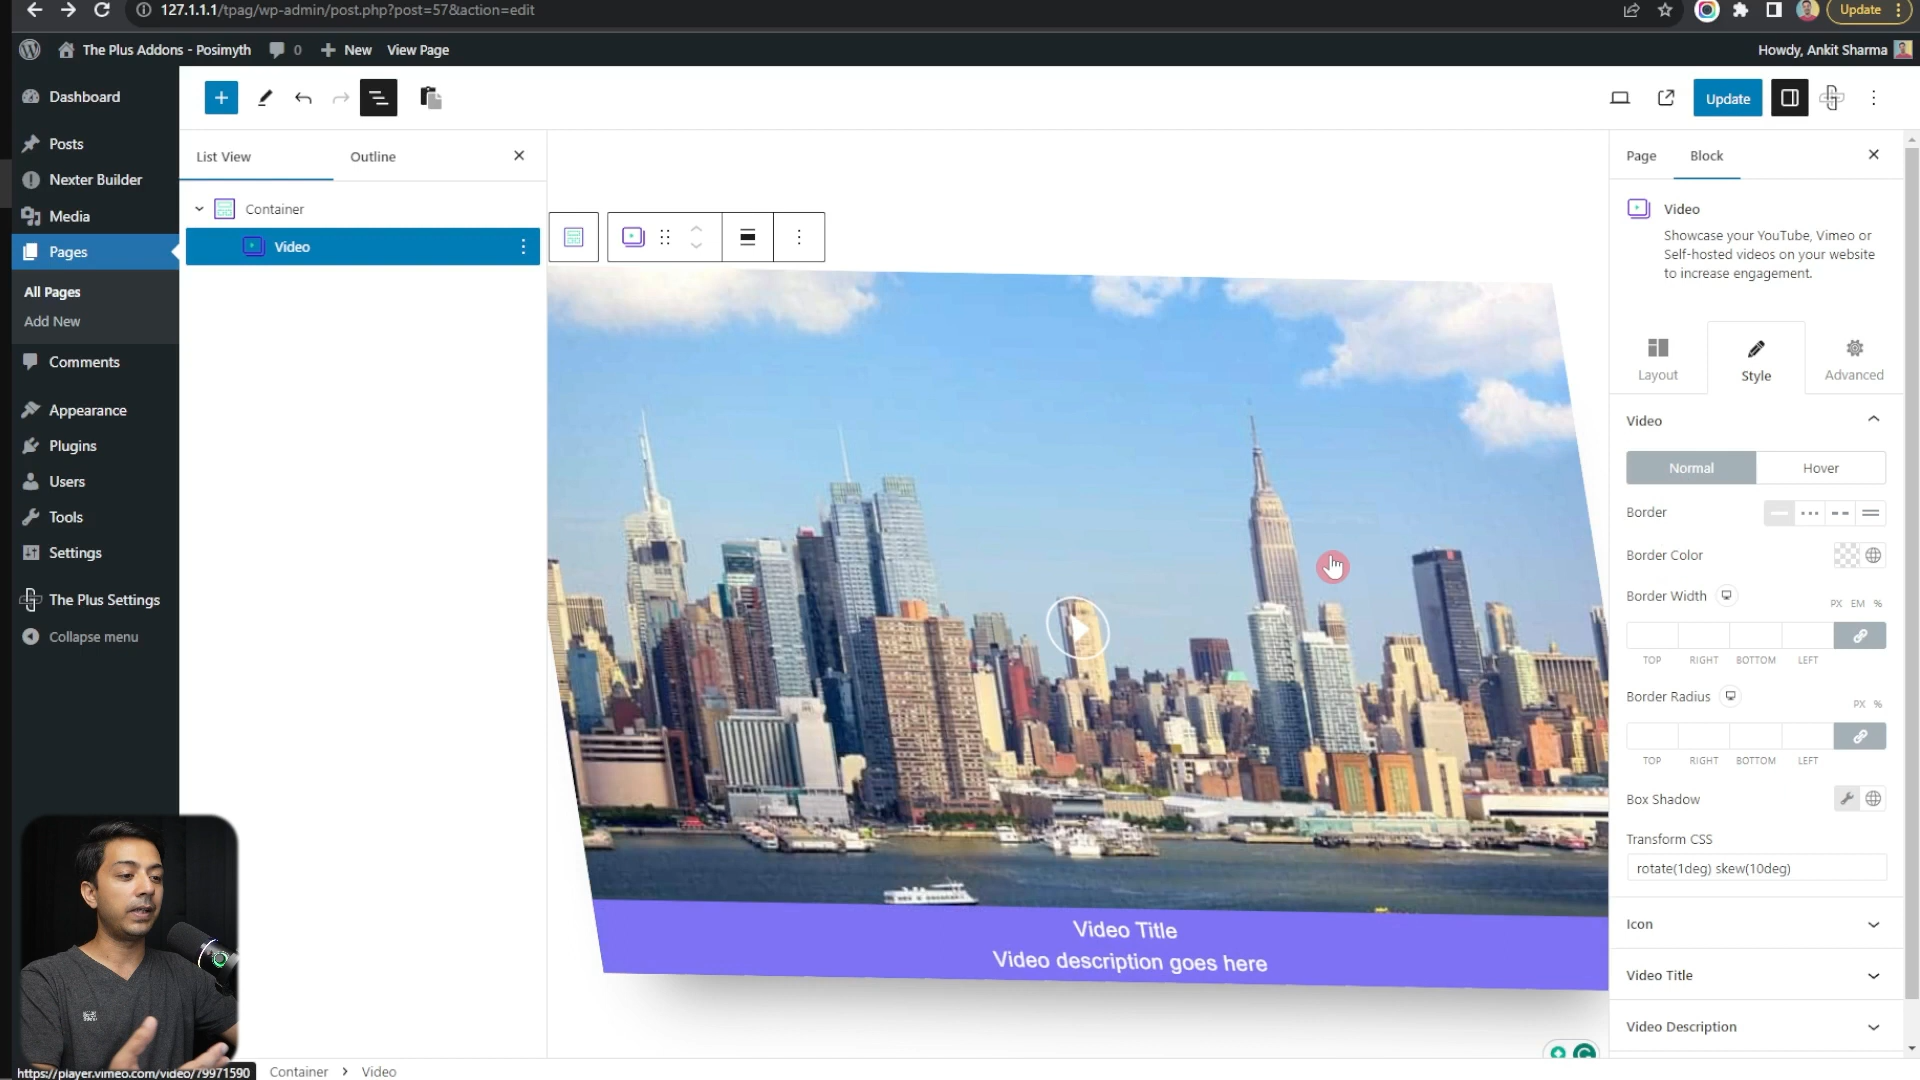 127.1.1.1/tpag/wp-admin/post.php?post=57&action=edit
Update
The Plus Addons - Posimyth
0
New
View Page
Howdy, Ankit Sharma
Dashboard
Posts
Nexter Builder
Media
Pages
All Pages
Add New
Comments
Appearance
Plugins
Users
Tools
Settings
The Plus Settings
Collapse menu
Update
List View
Outline
Container
Video
Video Title
Video description goes here
Page
Block
Video
Showcase your YouTube, Vimeo or
Self-hosted videos on your website
to increase engagement.
Layout
Style
Advanced
Video
Normal
Hover
Border
Border Color
Border Width
PX EM %
TOP RIGHT BOTTOM LEFT
Border Radius
PX %
TOP RIGHT BOTTOM LEFT
Box Shadow
Transform CSS
rotate(1deg) skew(10deg)
Icon
Video Title
Video Description
https://player.vimeo.com/video/79971590
Container > Video